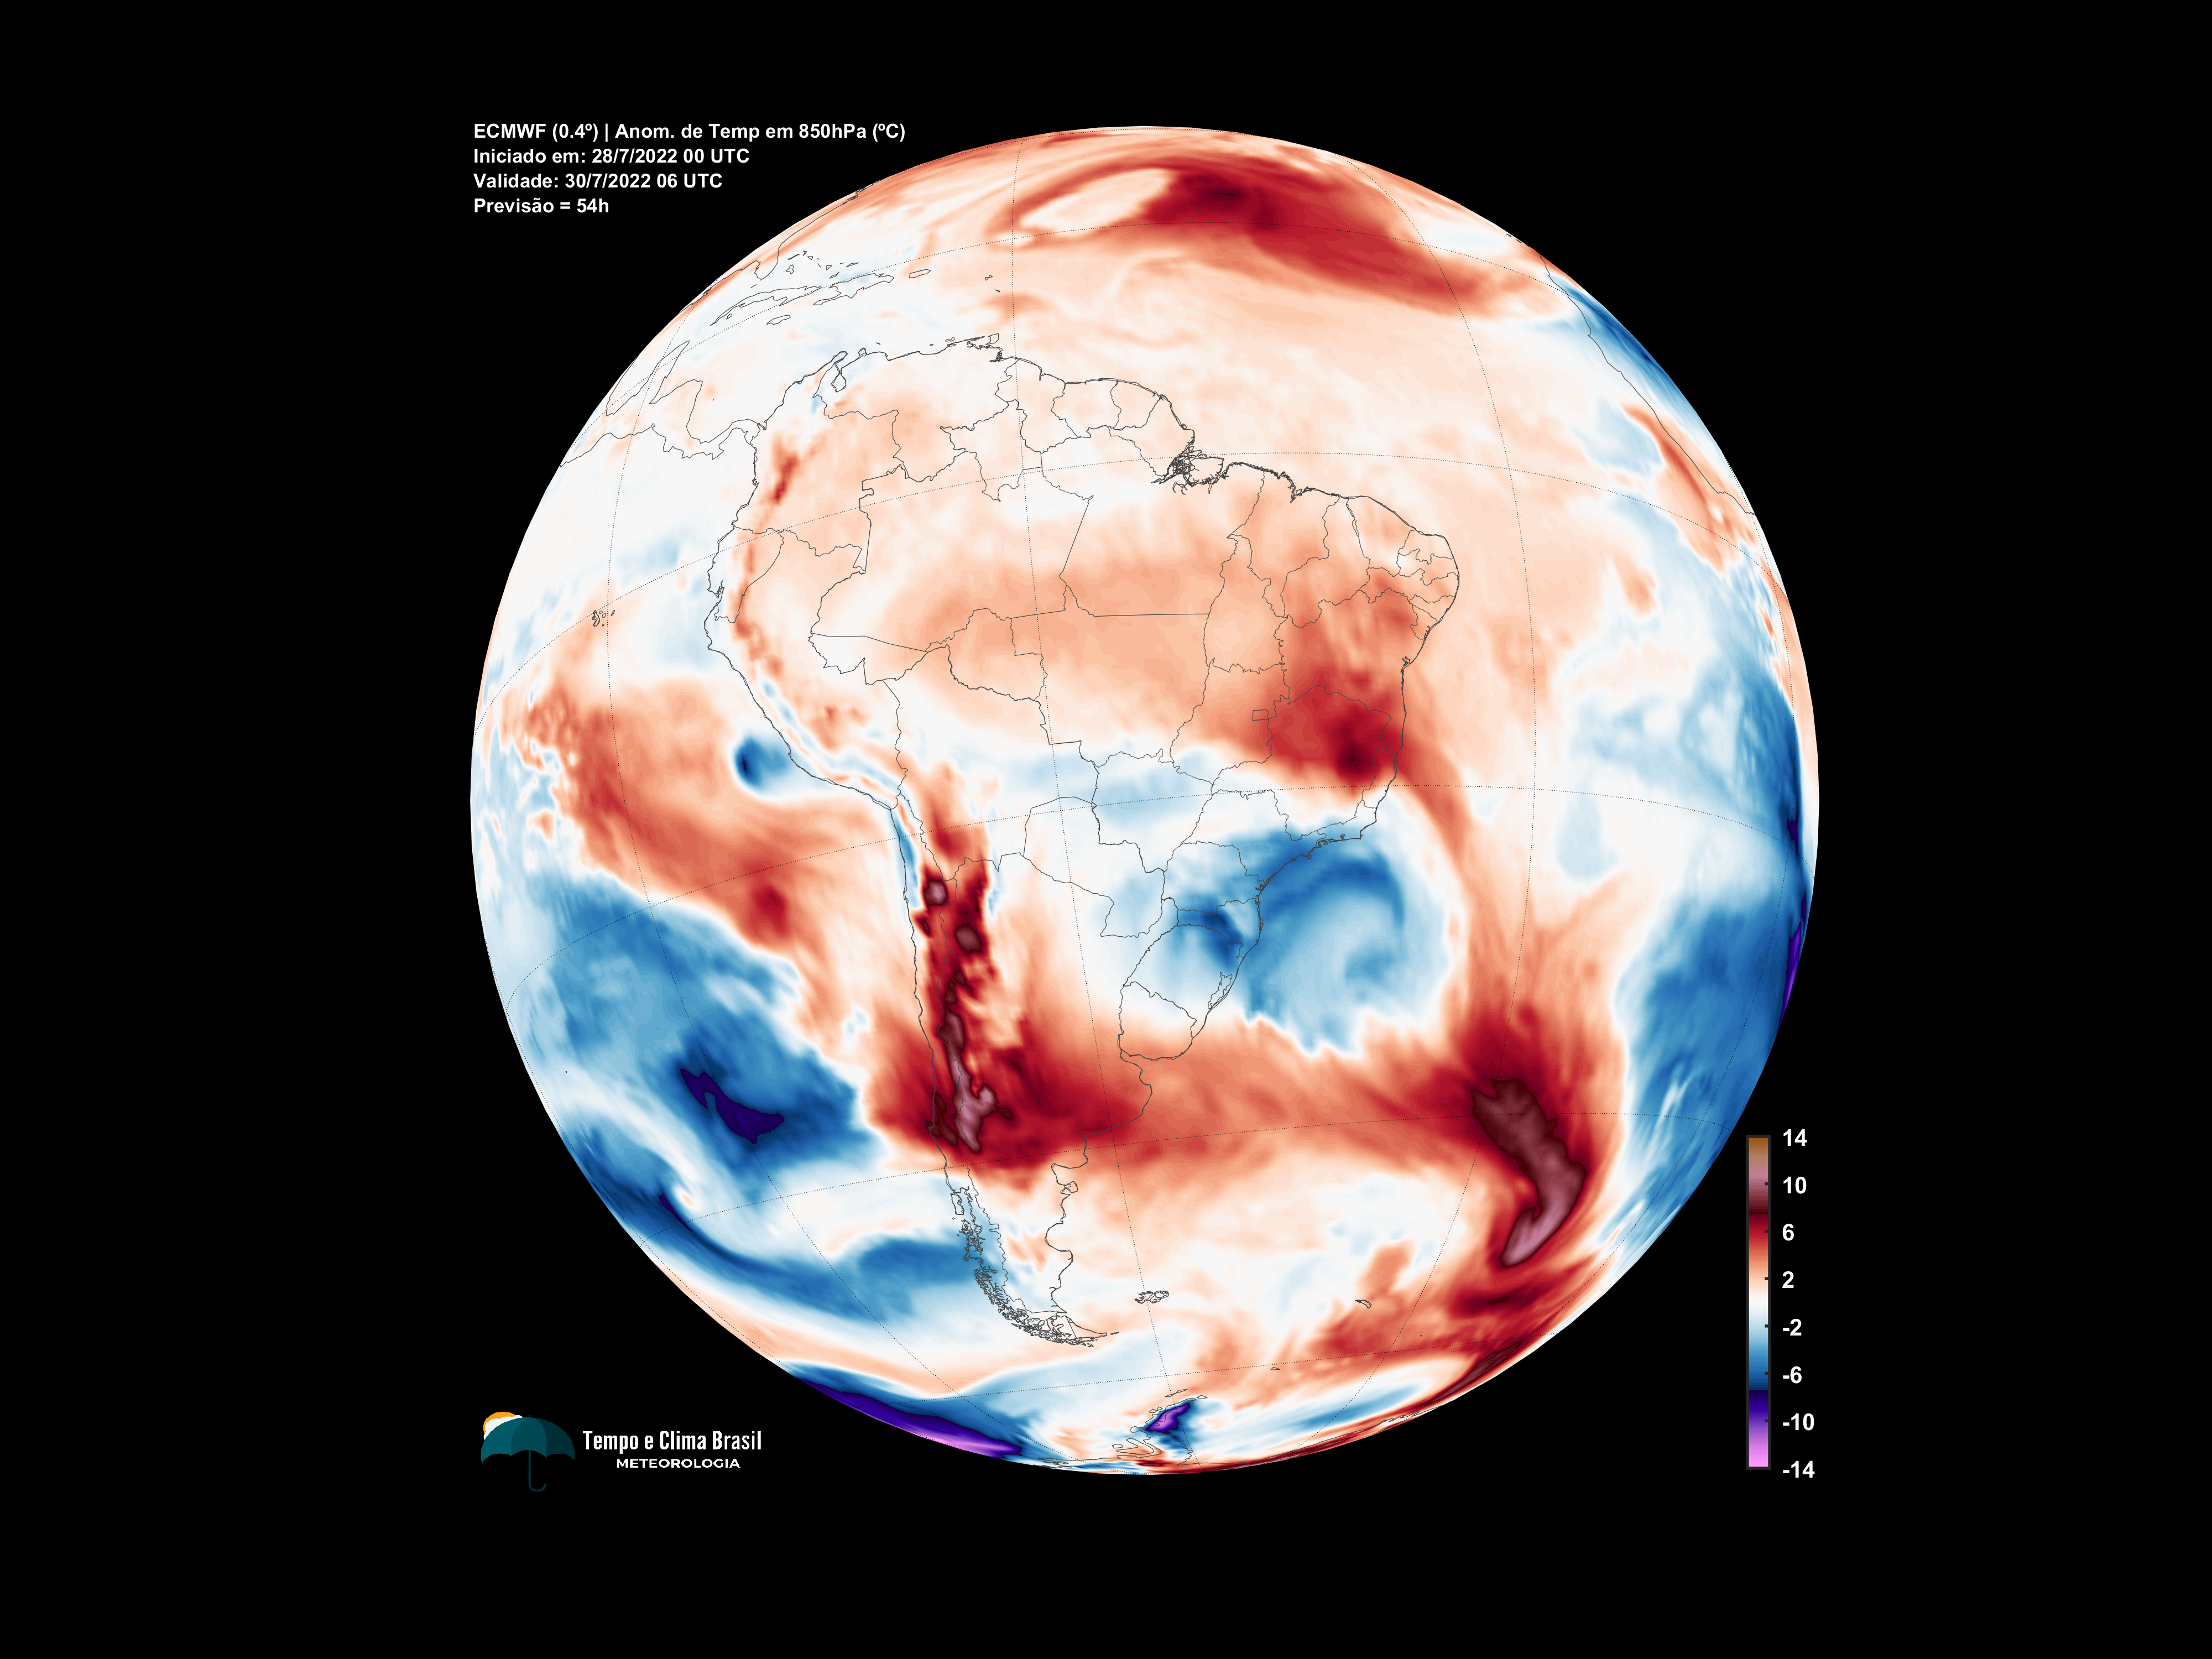 ECMWF (0.4º) | Anom. de Temp em 850hPa (ºC)
Iniciado em: 28/7/2022 00 UTC
Validade: 30/7/2022 06 UTC
Previsão = 54h
14
10
6
2
-2
-6
-10
-14
Tempo e Clima Brasil
METEOROLOGIA